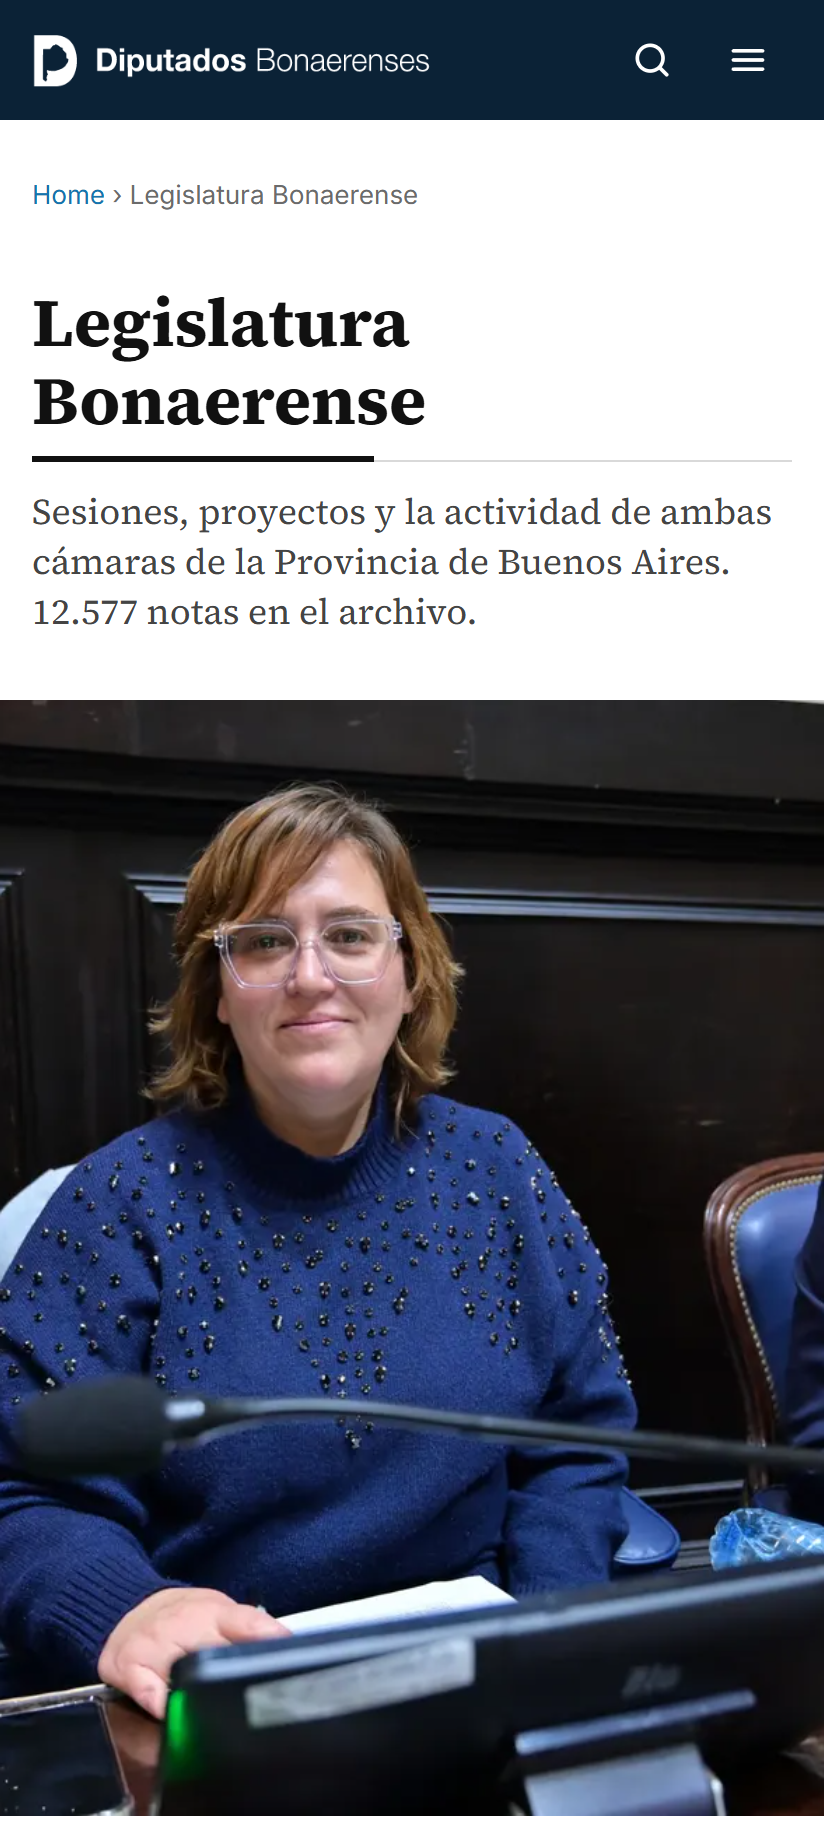 Diputados Bonaerenses
Home › Legislatura Bonaerense
Legislatura
Bonaerense
Sesiones, proyectos y la actividad de ambas
cámaras de la Provincia de Buenos Aires.
12.577 notas en el archivo.